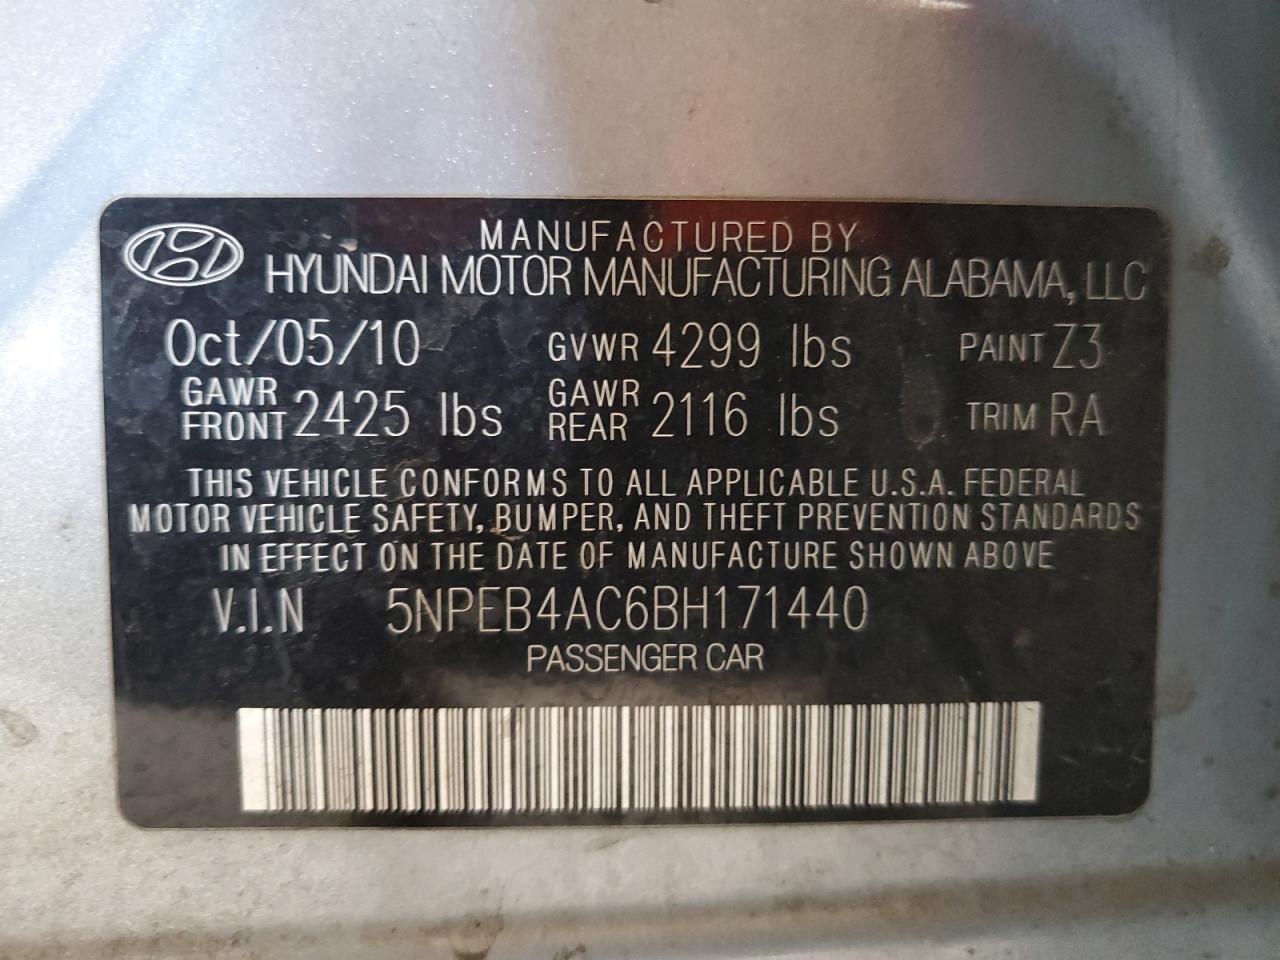 MANUFACTURED BY
HYUNDAI MOTOR MANUFACTURING ALABAMA, LLC
Oct/05/10 GVWR 4299 lbs PAINT Z3
GAWR FRONT 2425 lbs GAWR REAR 2116 lbs TRIM RA
THIS VEHICLE CONFORMS TO ALL APPLICABLE U.S.A. FEDERAL
MOTOR VEHICLE SAFETY, BUMPER, AND THEFT PREVENTION STANDARDS
IN EFFECT ON THE DATE OF MANUFACTURE SHOWN ABOVE
V.I.N 5NPEB4AC6BH171440
PASSENGER CAR